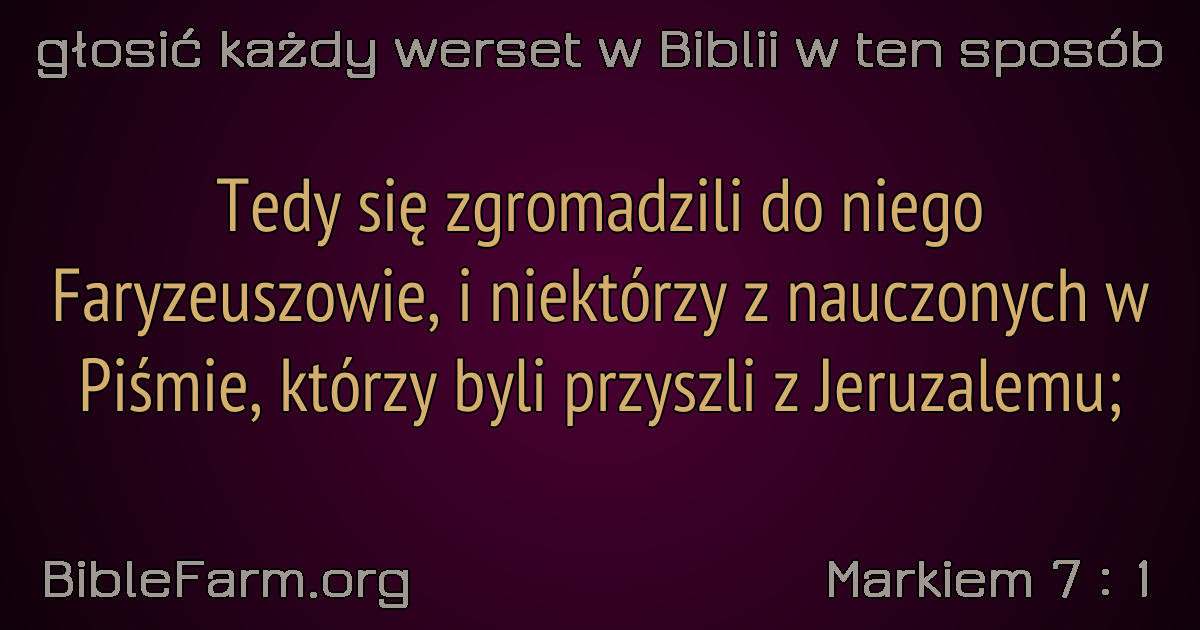 głosić każdy werset w Biblii w ten sposób
Tedy się zgromadzili do niego
Faryzeuszowie, i niektórzy z nauczonych w
Piśmie, którzy byli przyszli z Jeruzalemu;
BibleFarm.org
Markiem 7 : 1